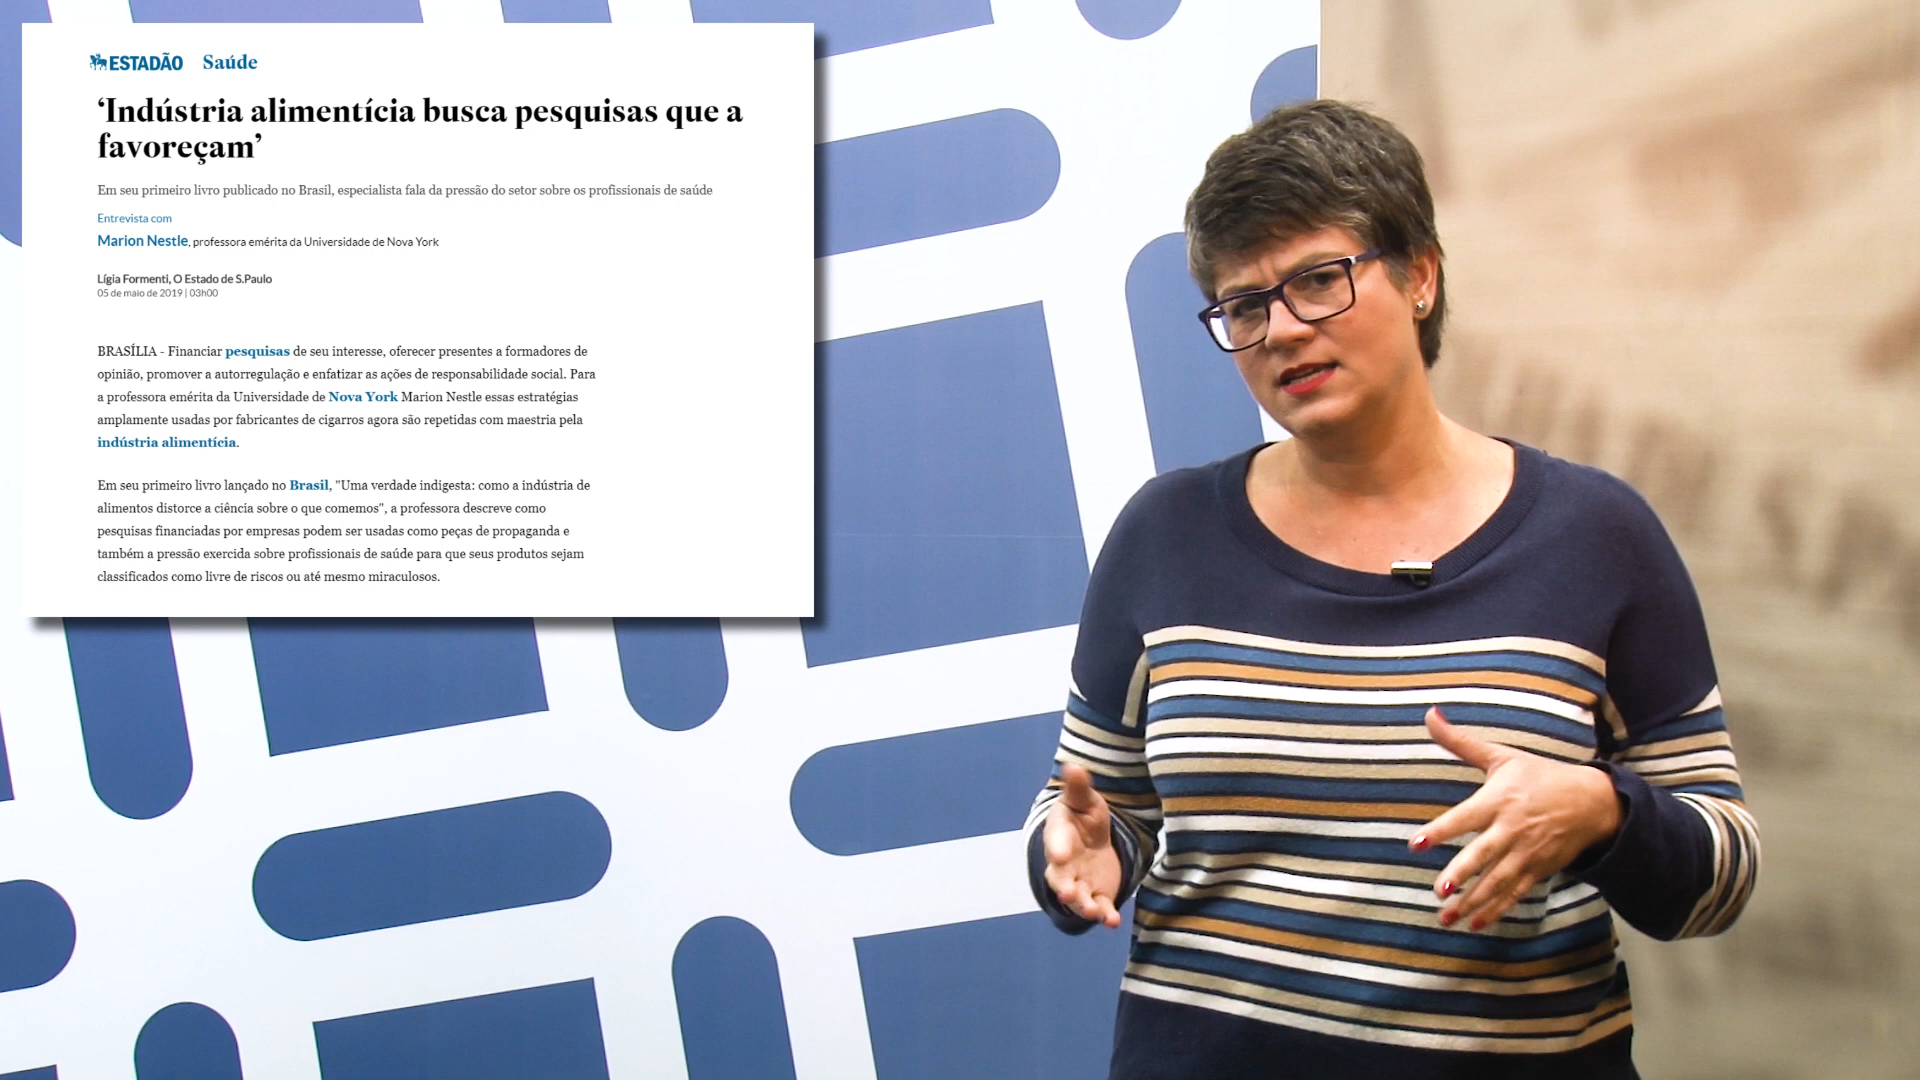 ESTADÃO Saúde
‘Indústria alimentícia busca pesquisas que a
favoreçam’
Em seu primeiro livro publicado no Brasil, especialista fala da pressão do setor sobre os profissionais de saúde
Entrevista com
Marion Nestle, professora emérita da Universidade de Nova York
Lígia Formenti, O Estado de S.Paulo
05 de maio de 2019 | 03h00
BRASÍLIA - Financiar pesquisas de seu interesse, oferecer presentes a formadores de
opinião, promover a autorregulação e enfatizar as ações de responsabilidade social. Para
a professora emérita da Universidade de Nova York Marion Nestle essas estratégias
amplamente usadas por fabricantes de cigarros agora são repetidas com maestria pela
indústria alimentícia.
Em seu primeiro livro lançado no Brasil, "Uma verdade indigesta: como a indústria de
alimentos distorce a ciência sobre o que comemos", a professora descreve como
pesquisas financiadas por empresas podem ser usadas como peças de propaganda e
também a pressão exercida sobre profissionais de saúde para que seus produtos sejam
classificados como livre de riscos ou até mesmo miraculosos.